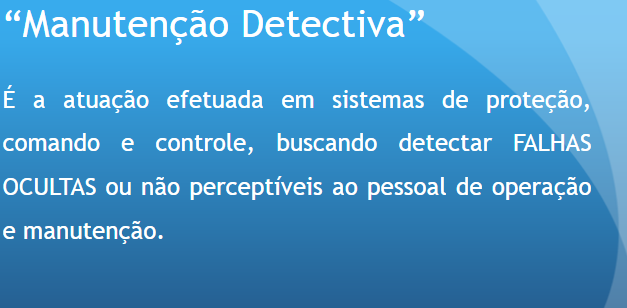 “Manutenção Detectiva”
É a atuação efetuada em sistemas de proteção,
comando e controle, buscando detectar FALHAS
OCULTAS ou não perceptíveis ao pessoal de operação
e manutenção.